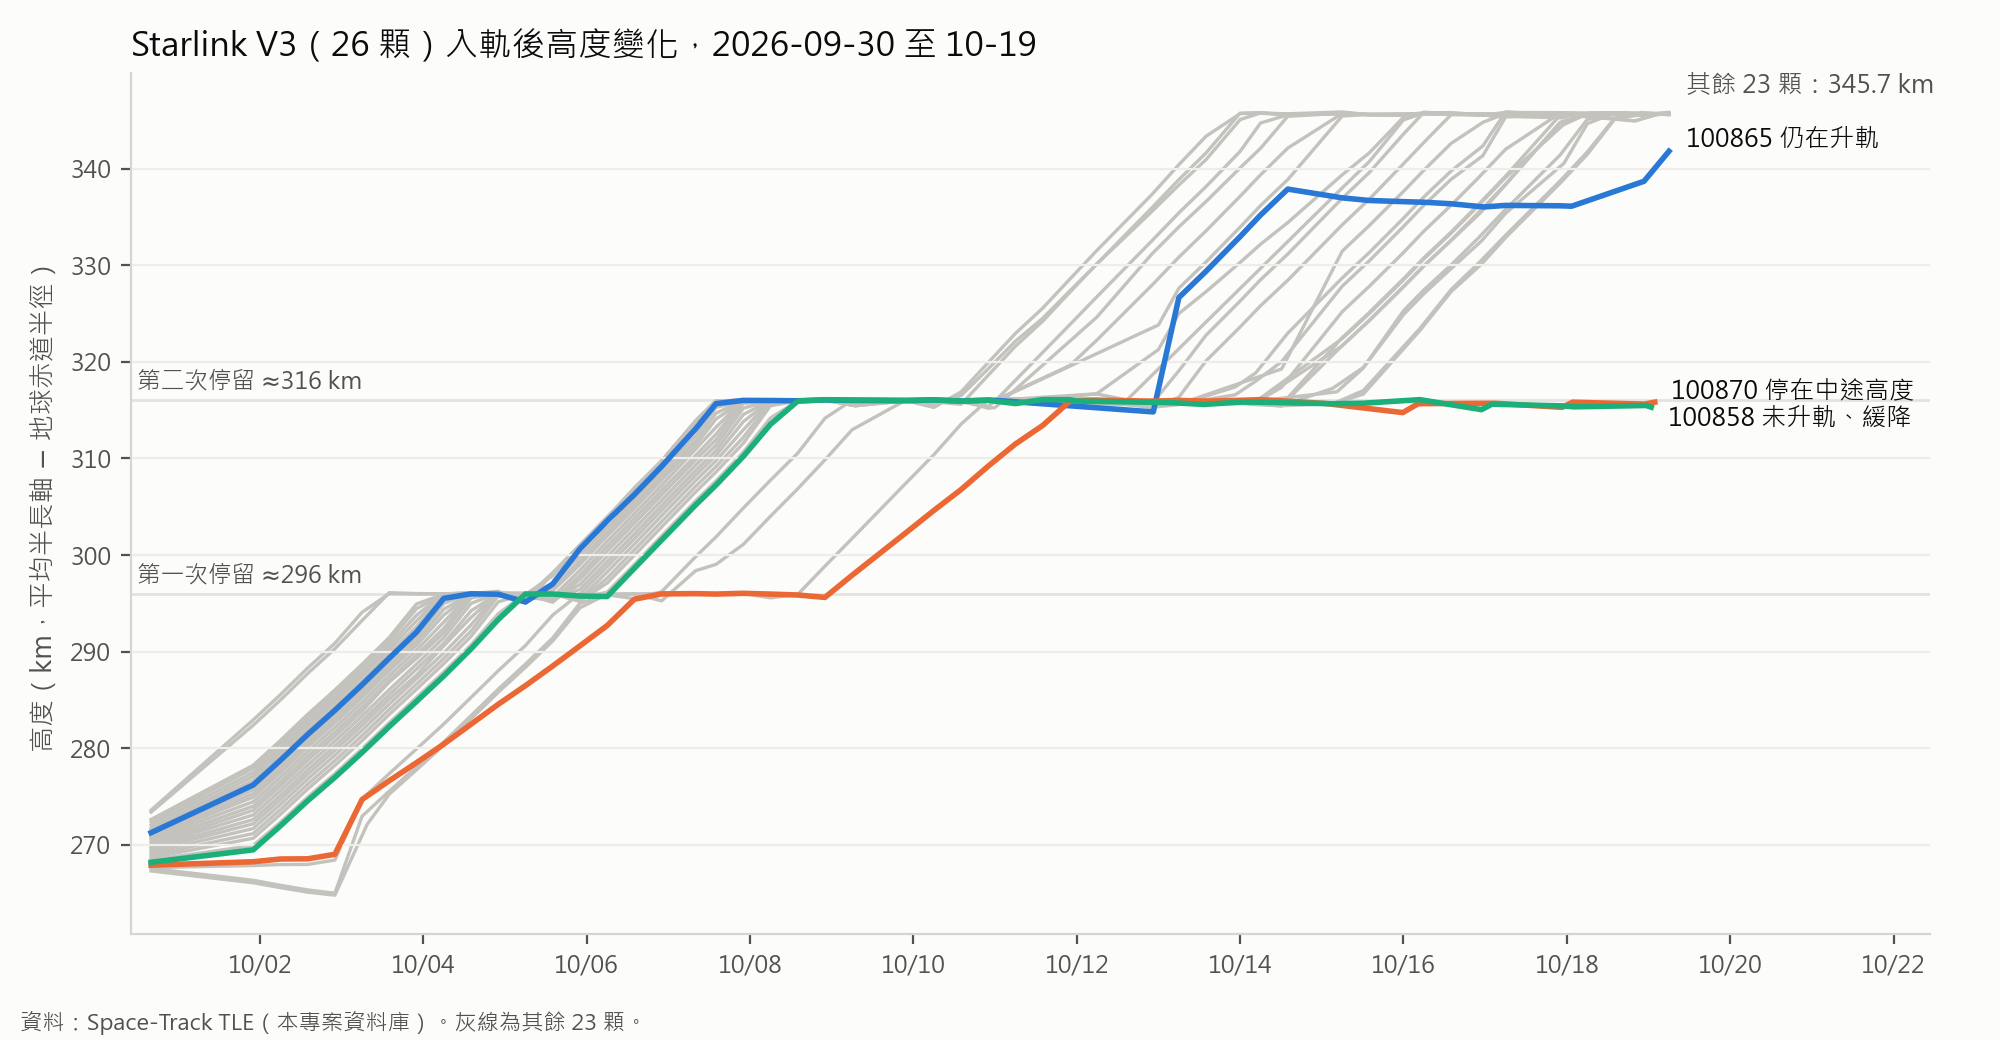 Starlink V3（26 顆）入軌後高度變化，2026-09-30 至 10-19
其餘 23 顆：345.7 km
100865 仍在升軌
340
330
高度（km，平均半長軸 − 地球赤道半徑）
320
第二次停留 ≈316 km
100870 停在中途高度
100858 未升軌、緩降
310
300
第一次停留 ≈296 km
290
280
270
10/02 10/04 10/06 10/08 10/10 10/12 10/14 10/16 10/18 10/20 10/22
資料：Space-Track TLE（本專案資料庫）。灰線為其餘 23 顆。